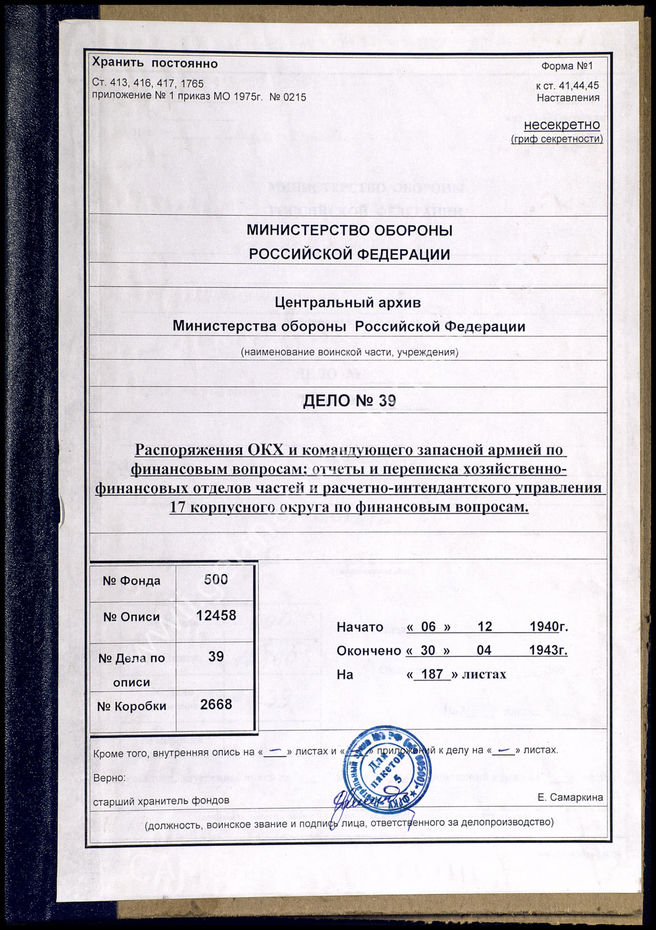 Хранить постоянно
Форма №1
Ст. 413, 416, 417, 1765
приложение № 1 приказ МО 1975г. № 0215
к ст. 41,44,45
Наставления
несекретно
(гриф секретности)
МИНИСТЕРСТВО ОБОРОНЫ
РОССИЙСКОЙ ФЕДЕРАЦИИ
Центральный архив
Министерства обороны Российской Федерации
(наименование воинской части, учреждения)
ДЕЛО № 39
Распоряжения ОКХ и командующего запасной армией по
финансовым вопросам; отчеты и переписка хозяйственно-
финансовых отделов частей и расчетно-интендантского управления
17 корпусного округа по финансовым вопросам.
№ Фонда 500
№ Описи 12458
№ Дела по описи 39
№ Коробки 2668
Начато « 06 » 12 1940г.
Окончено « 30 » 04 1943г.
На « 187 » листах
Кроме того, внутренняя опись на « — » листах и « — » приложений к делу на « — » листах.
Верно:
старший хранитель фондов
Е. Самаркина
(должность, воинское звание и подпись лица, ответственного за делопроизводство)
Для
пакетов
5